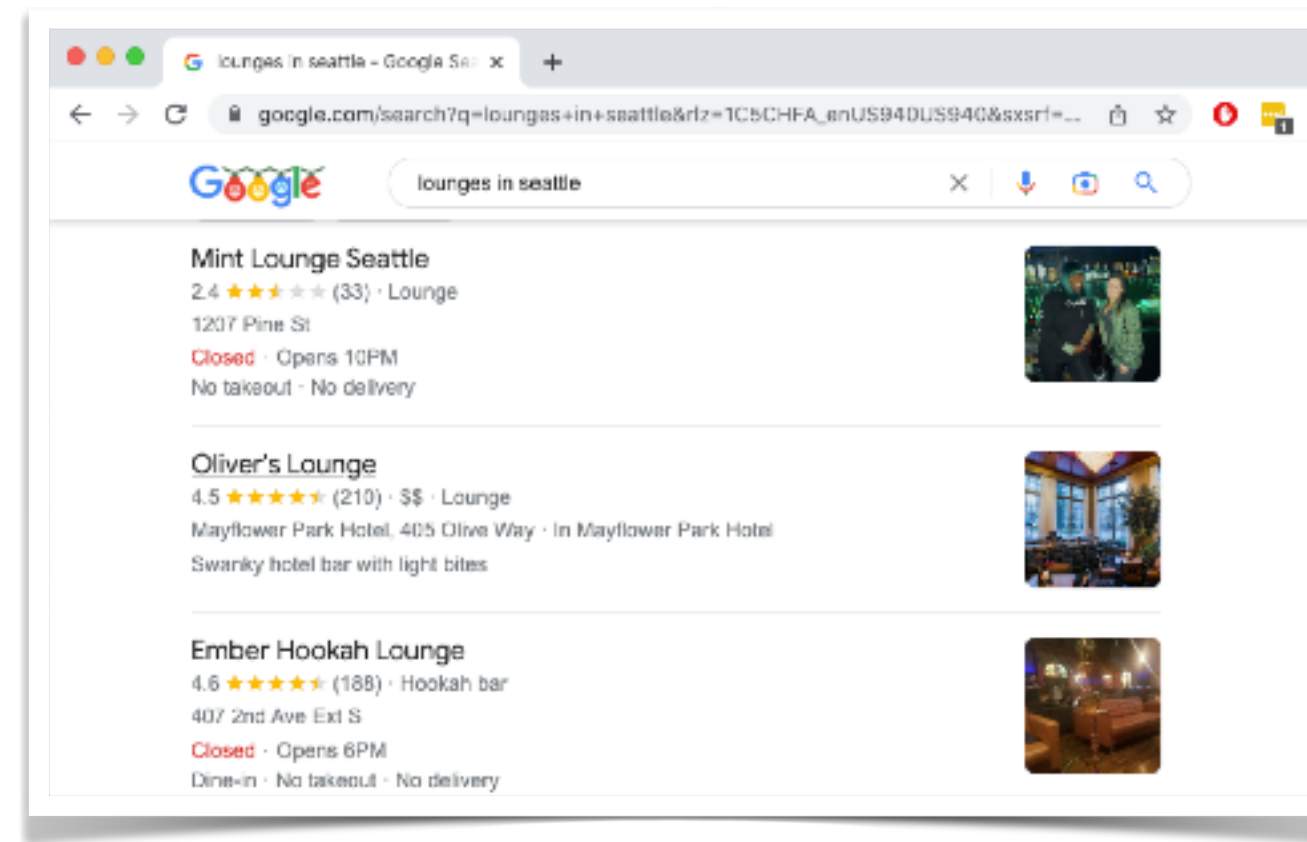 lounges in seattle - Google Sea
google.com/search?q=lounges+in+seattle&rlz=1C5CHFA_enUS940US940&sxsrf=...
1
Google
lounges in seattle
Mint Lounge Seattle
2.4 ★★★★★ (33) · Lounge
1207 Pine St
Closed · Opens 10PM
No takeout · No delivery
Oliver's Lounge
4.5 ★★★★★ (210) · $$ · Lounge
Mayflower Park Hotel, 405 Olive Way · In Mayflower Park Hotel
Swanky hotel bar with light bites
Ember Hookah Lounge
4.6 ★★★★★ (188) · Hookah bar
407 2nd Ave Ext S
Closed · Opens 6PM
Dine-in · No takeout · No delivery